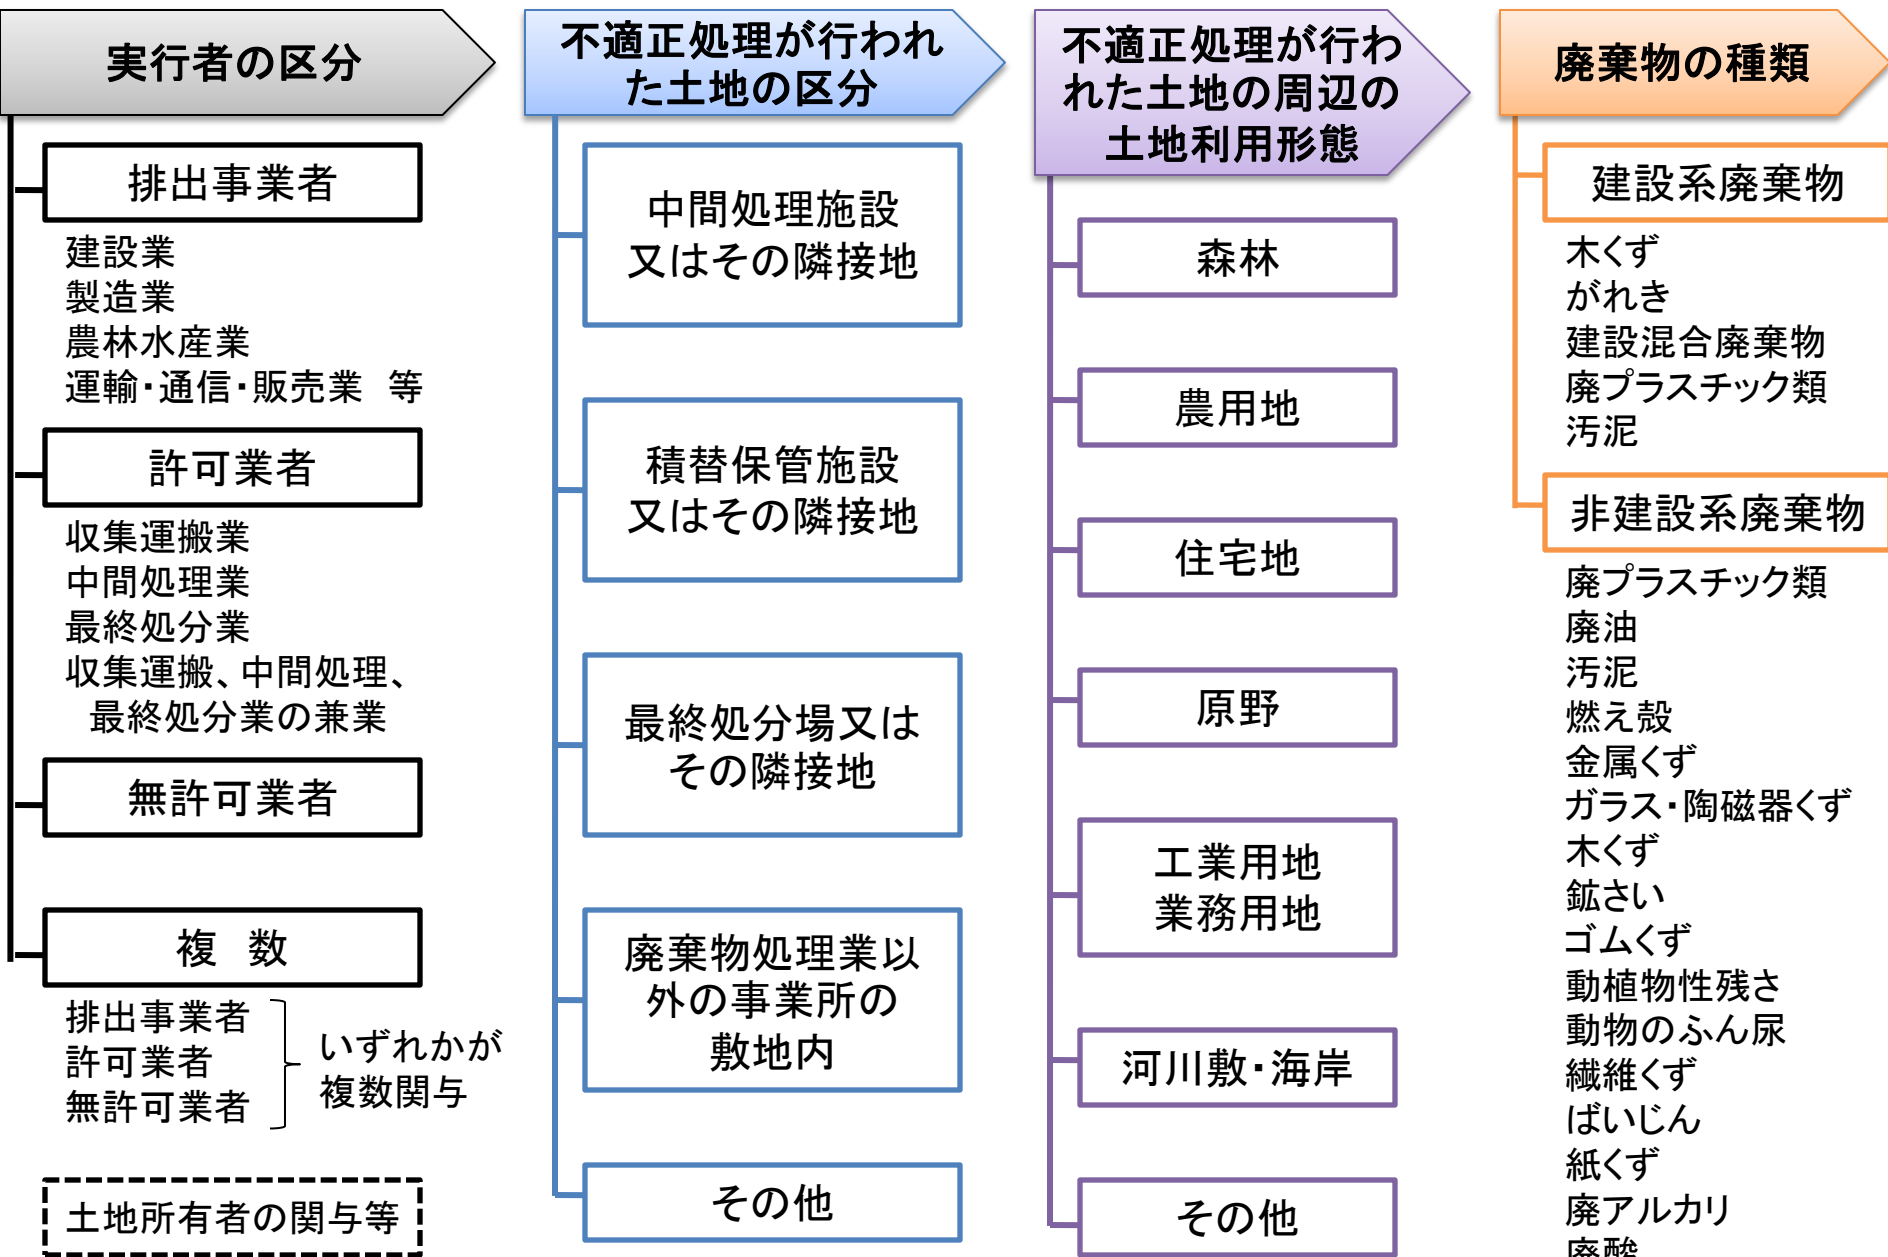 実行者の区分
排出事業者
建設業
製造業
農林水産業
運輸・通信・販売業　等
許可業者
収集運搬業
中間処理業
最終処分業
収集運搬、中間処理、
最終処分業の兼業
無許可業者
複　数
排出事業者
許可業者
無許可業者
いずれかが
複数関与
土地所有者の関与等
不適正処理が行われ
た土地の区分
中間処理施設
又はその隣接地
積替保管施設
又はその隣接地
最終処分場又は
その隣接地
廃棄物処理業以
外の事業所の
敷地内
その他
不適正処理が行わ
れた土地の周辺の
土地利用形態
森林
農用地
住宅地
原野
工業用地
業務用地
河川敷・海岸
その他
廃棄物の種類
建設系廃棄物
木くず
がれき
建設混合廃棄物
廃プラスチック類
汚泥
非建設系廃棄物
廃プラスチック類
廃油
汚泥
燃え殻
金属くず
ガラス・陶磁器くず
木くず
鉱さい
ゴムくず
動植物性残さ
動物のふん尿
繊維くず
ばいじん
紙くず
廃アルカリ
廃酸